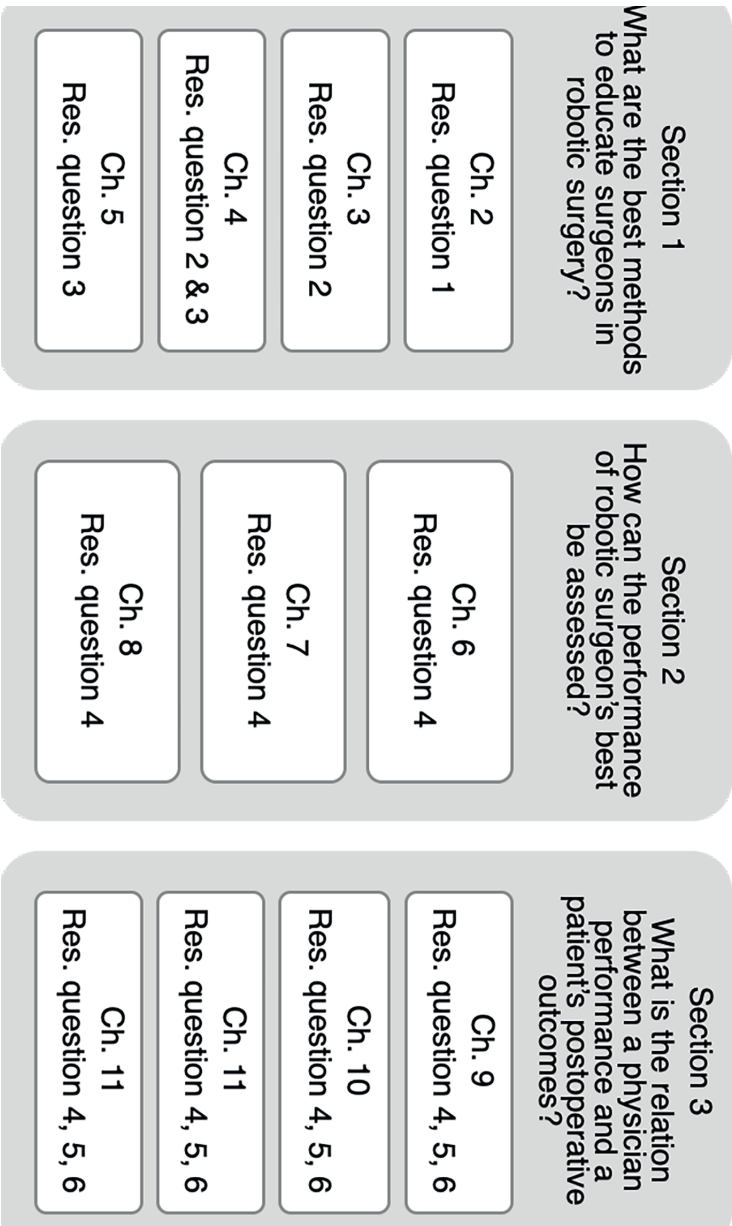 Section 1
What are the best methods
to educate surgeons in
robotic surgery?
Ch. 2
Res. question 1
Ch. 3
Res. question 2
Ch. 4
Res. question 2 & 3
Ch. 5
Res. question 3
Section 2
How can the performance
of robotic surgeon's best
be assessed?
Ch. 6
Res. question 4
Ch. 7
Res. question 4
Ch. 8
Res. question 4
Section 3
What is the relation
between a physician
performance and a
patient's postoperative
outcomes?
Ch. 9
Res. question 4, 5, 6
Ch. 10
Res. question 4, 5, 6
Ch. 11
Res. question 4, 5, 6
Ch. 11
Res. question 4, 5, 6